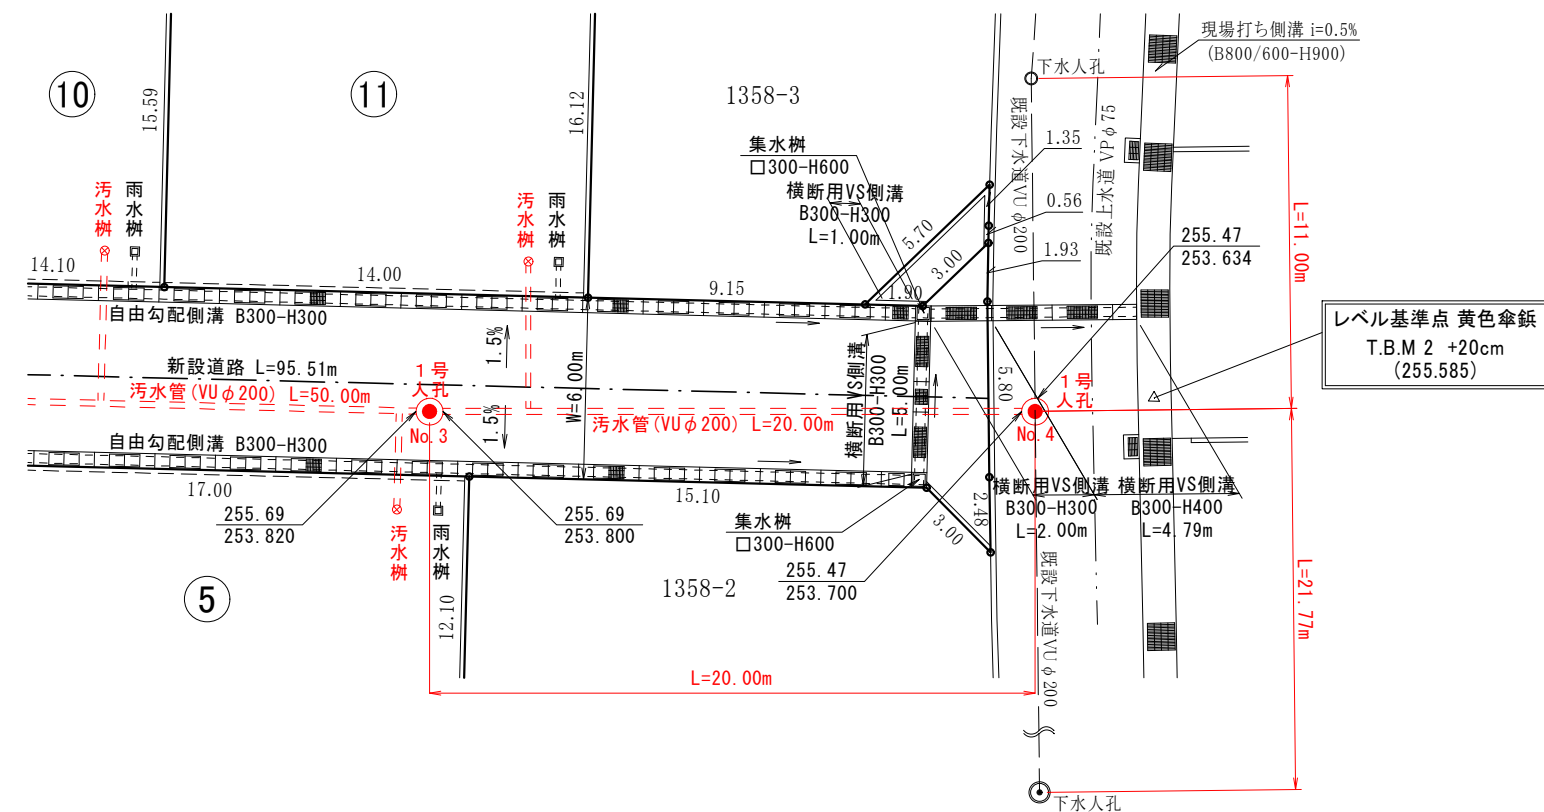 現場打ち側溝 i=0.5%
(B800/600-H900)
下水人孔
10
11
15.59
16.12
1358-3
既設下水道VUφ200
既設上水道 VPφ75
1.35
0.56
1.93
集水桝
□300-H600
横断用VS側溝
B300-H300
L=1.00m
5.70
3.00
1.90
255.47
253.634
L=11.00m
汚水桝
雨水桝
汚水桝
雨水桝
14.10
14.00
9.15
自由勾配側溝 B300-H300
レベル基準点 黄色傘鋲
T.B.M 2 +20cm
(255.585)
新設道路 L=95.51m
1.5%
W=6.00m
横断用VS側溝
B300-H300
L=5.00m
5.80
1号
人孔
No.3
汚水管(VUφ200) L=50.00m
1.5%
汚水管(VUφ200) L=20.00m
1号
人孔
No.4
自由勾配側溝 B300-H300
17.00
15.10
255.69
253.820
255.69
253.800
汚水桝
雨水桝
集水桝
□300-H600
3.00
2.48
横断用VS側溝
B300-H300
L=2.00m
横断用VS側溝
B300-H400
L=4.79m
255.47
253.700
5
12.10
1358-2
既設下水道VUφ200
L=21.77m
L=20.00m
下水人孔